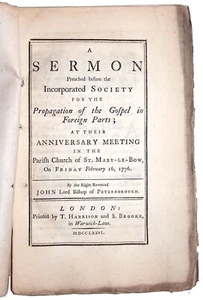 A
SERMON
Preached before the
Incorporated SOCIETY
FOR THE
Propagation of the Gospel in
Foreign Parts;
AT THEIR
ANNIVERSARY MEETING
IN THE
Parish Church of ST. MARY-LE-BOW,
On FRIDAY February 16, 1776.
By the Right Reverend
JOHN Lord Bishop of PETERBOROUGH.
LONDON:
Printed by T. HARRISON and S. BROOKE,
in Warwick-Lane.
MDCCLXXVI.